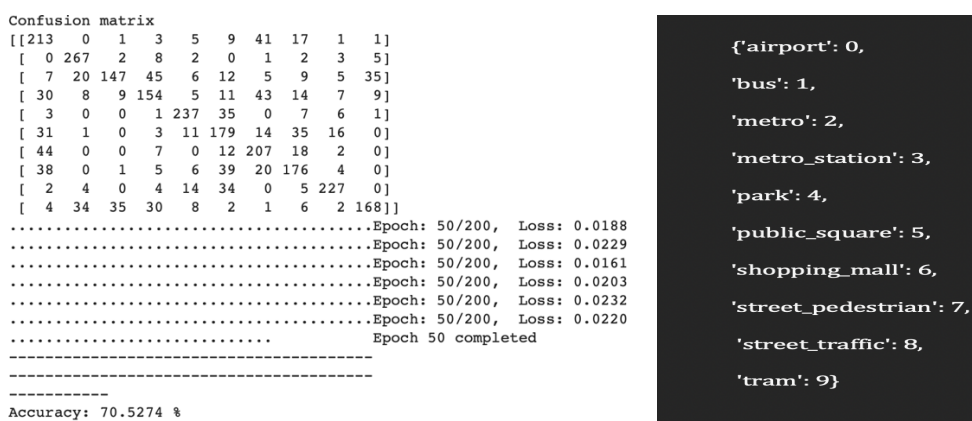 Confusion matrix
[[213 0 1 3 5 9 41 17 1 1]
[ 0 267 2 8 2 0 1 2 3 5]
[ 7 20 147 45 6 12 5 9 5 35]
[ 30 8 9 154 5 11 43 14 7 9]
[ 3 0 0 1 237 35 0 7 6 1]
[ 31 1 0 3 11 179 14 35 16 0]
[ 44 0 0 7 0 12 207 18 2 0]
[ 38 0 1 5 6 39 20 176 4 0]
[ 2 4 0 4 14 34 0 5 227 0]
[ 4 34 35 30 8 2 1 6 2 168]]
........................................Epoch: 50/200, Loss: 0.0188
........................................Epoch: 50/200, Loss: 0.0229
........................................Epoch: 50/200, Loss: 0.0161
........................................Epoch: 50/200, Loss: 0.0203
........................................Epoch: 50/200, Loss: 0.0232
........................................Epoch: 50/200, Loss: 0.0220
............................. Epoch 50 completed
----------------------------------------
----------------------------------------
-----------
Accuracy: 70.5274 %
{'airport': 0,
'bus': 1,
'metro': 2,
'metro_station': 3,
'park': 4,
'public_square': 5,
'shopping_mall': 6,
'street_pedestrian': 7,
'street_traffic': 8,
'tram': 9}